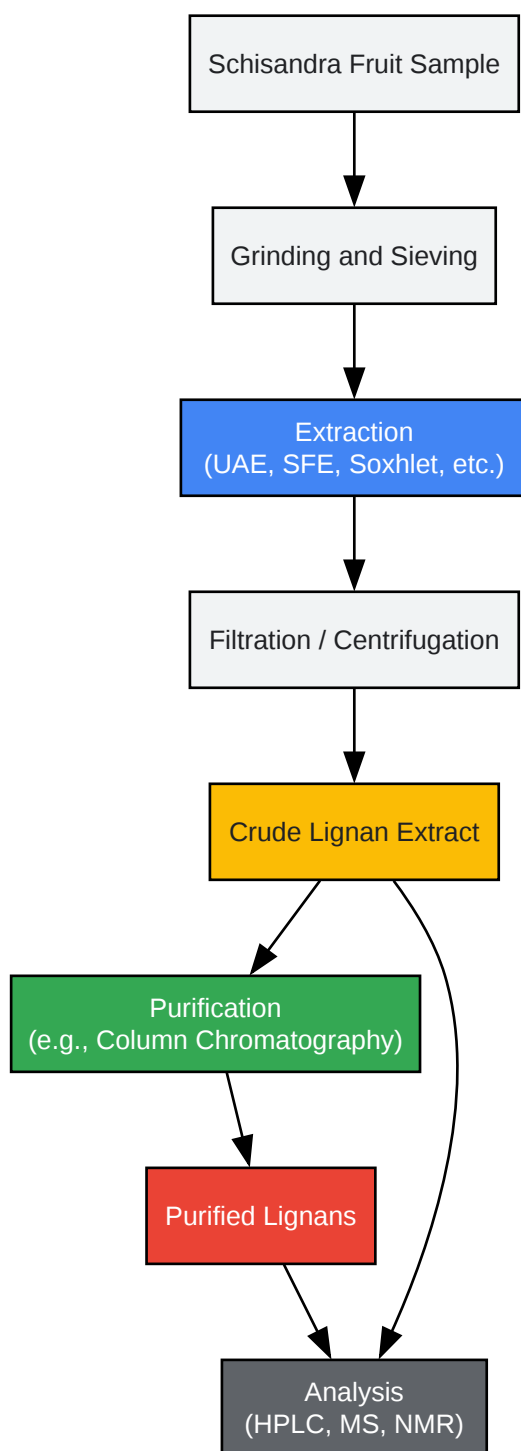 Schisandra Fruit Sample
Grinding and Sieving
Extraction
(UAE, SFE, Soxhlet, etc.)
Filtration / Centrifugation
Crude Lignan Extract
Purification
(e.g., Column Chromatography)
Purified Lignans
Analysis
(HPLC, MS, NMR)